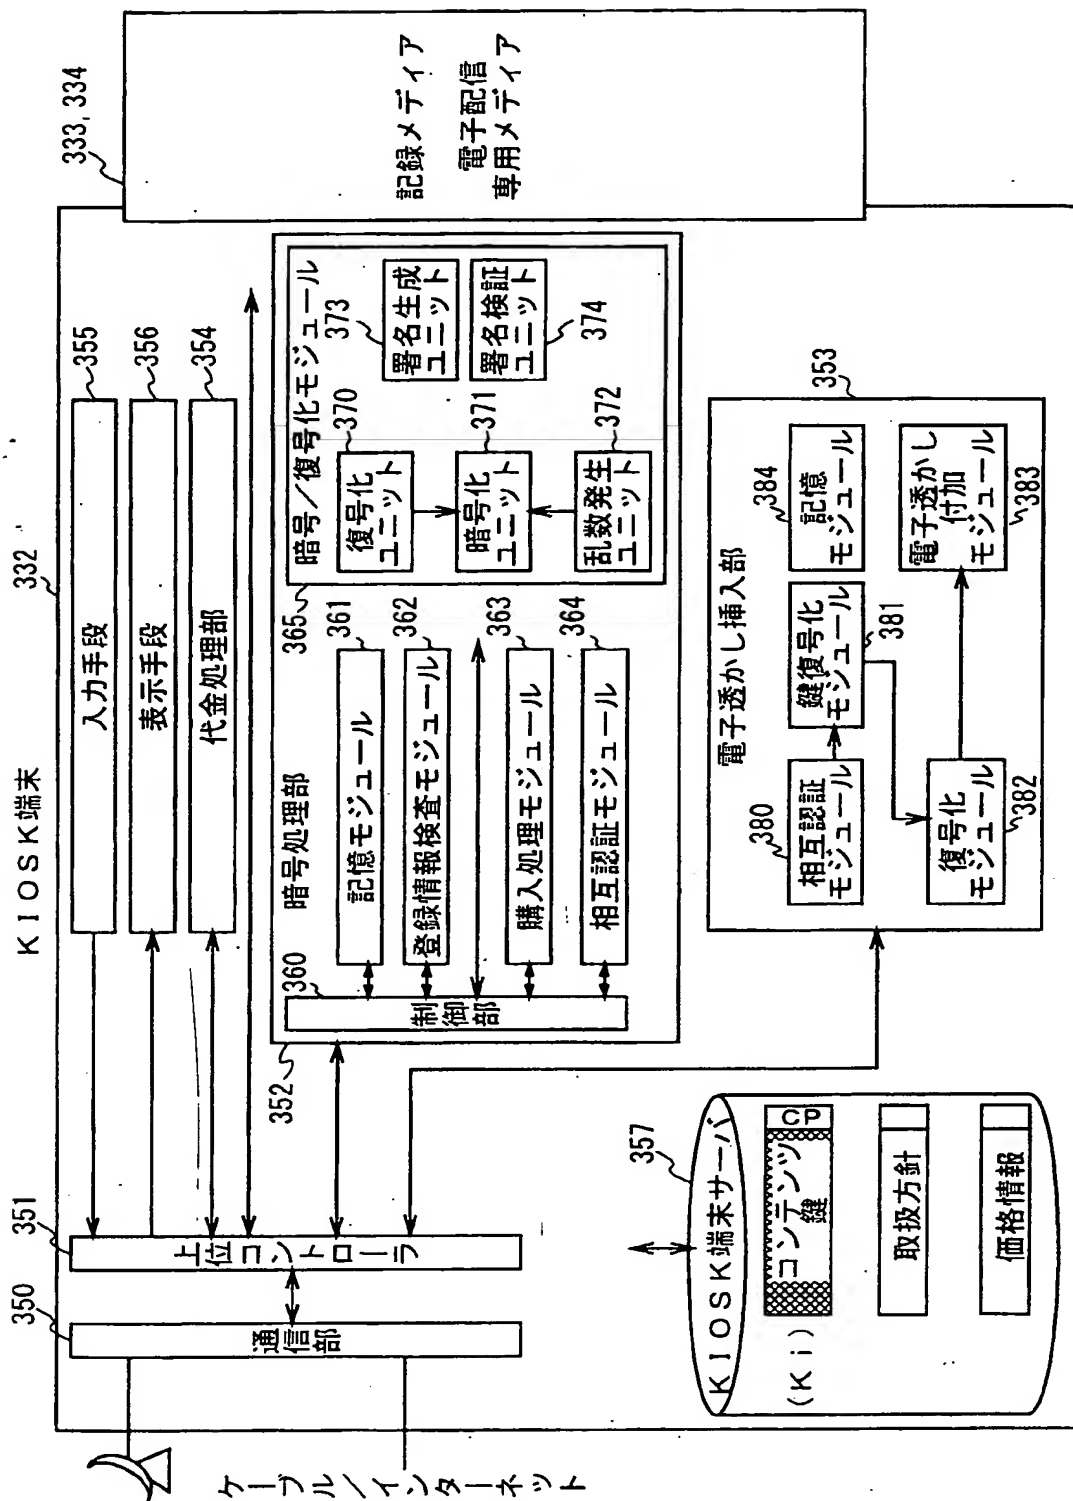 KIOSK端末
332
333, 334
記録メディア
電子配信
専用メディア
入力手段
355
表示手段
356
代金処理部
354
351
上位コントローラ
350
通信部
ケーブル/インターネット
暗号処理部
352
360
制御部
記憶モジュール
361
登録情報検査モジュール
362
購入処理モジュール
363
相互認証モジュール
364
365
暗号/復号化モジュール
復号化
ユニット
370
暗号化
ユニット
371
乱数発生
ユニット
372
373
署名生成
ユニット
署名検証
ユニット
374
357
KIOSK端末サーバ
(Ki)
コンテンツ
鍵
CP
取扱方針
価格情報
電子透かし挿入部
353
380
相互認証
モジュール
鍵復号化
モジュール
381
384
記憶
モジュール
復号化
モジュール
382
電子透かし
付加
モジュール
383